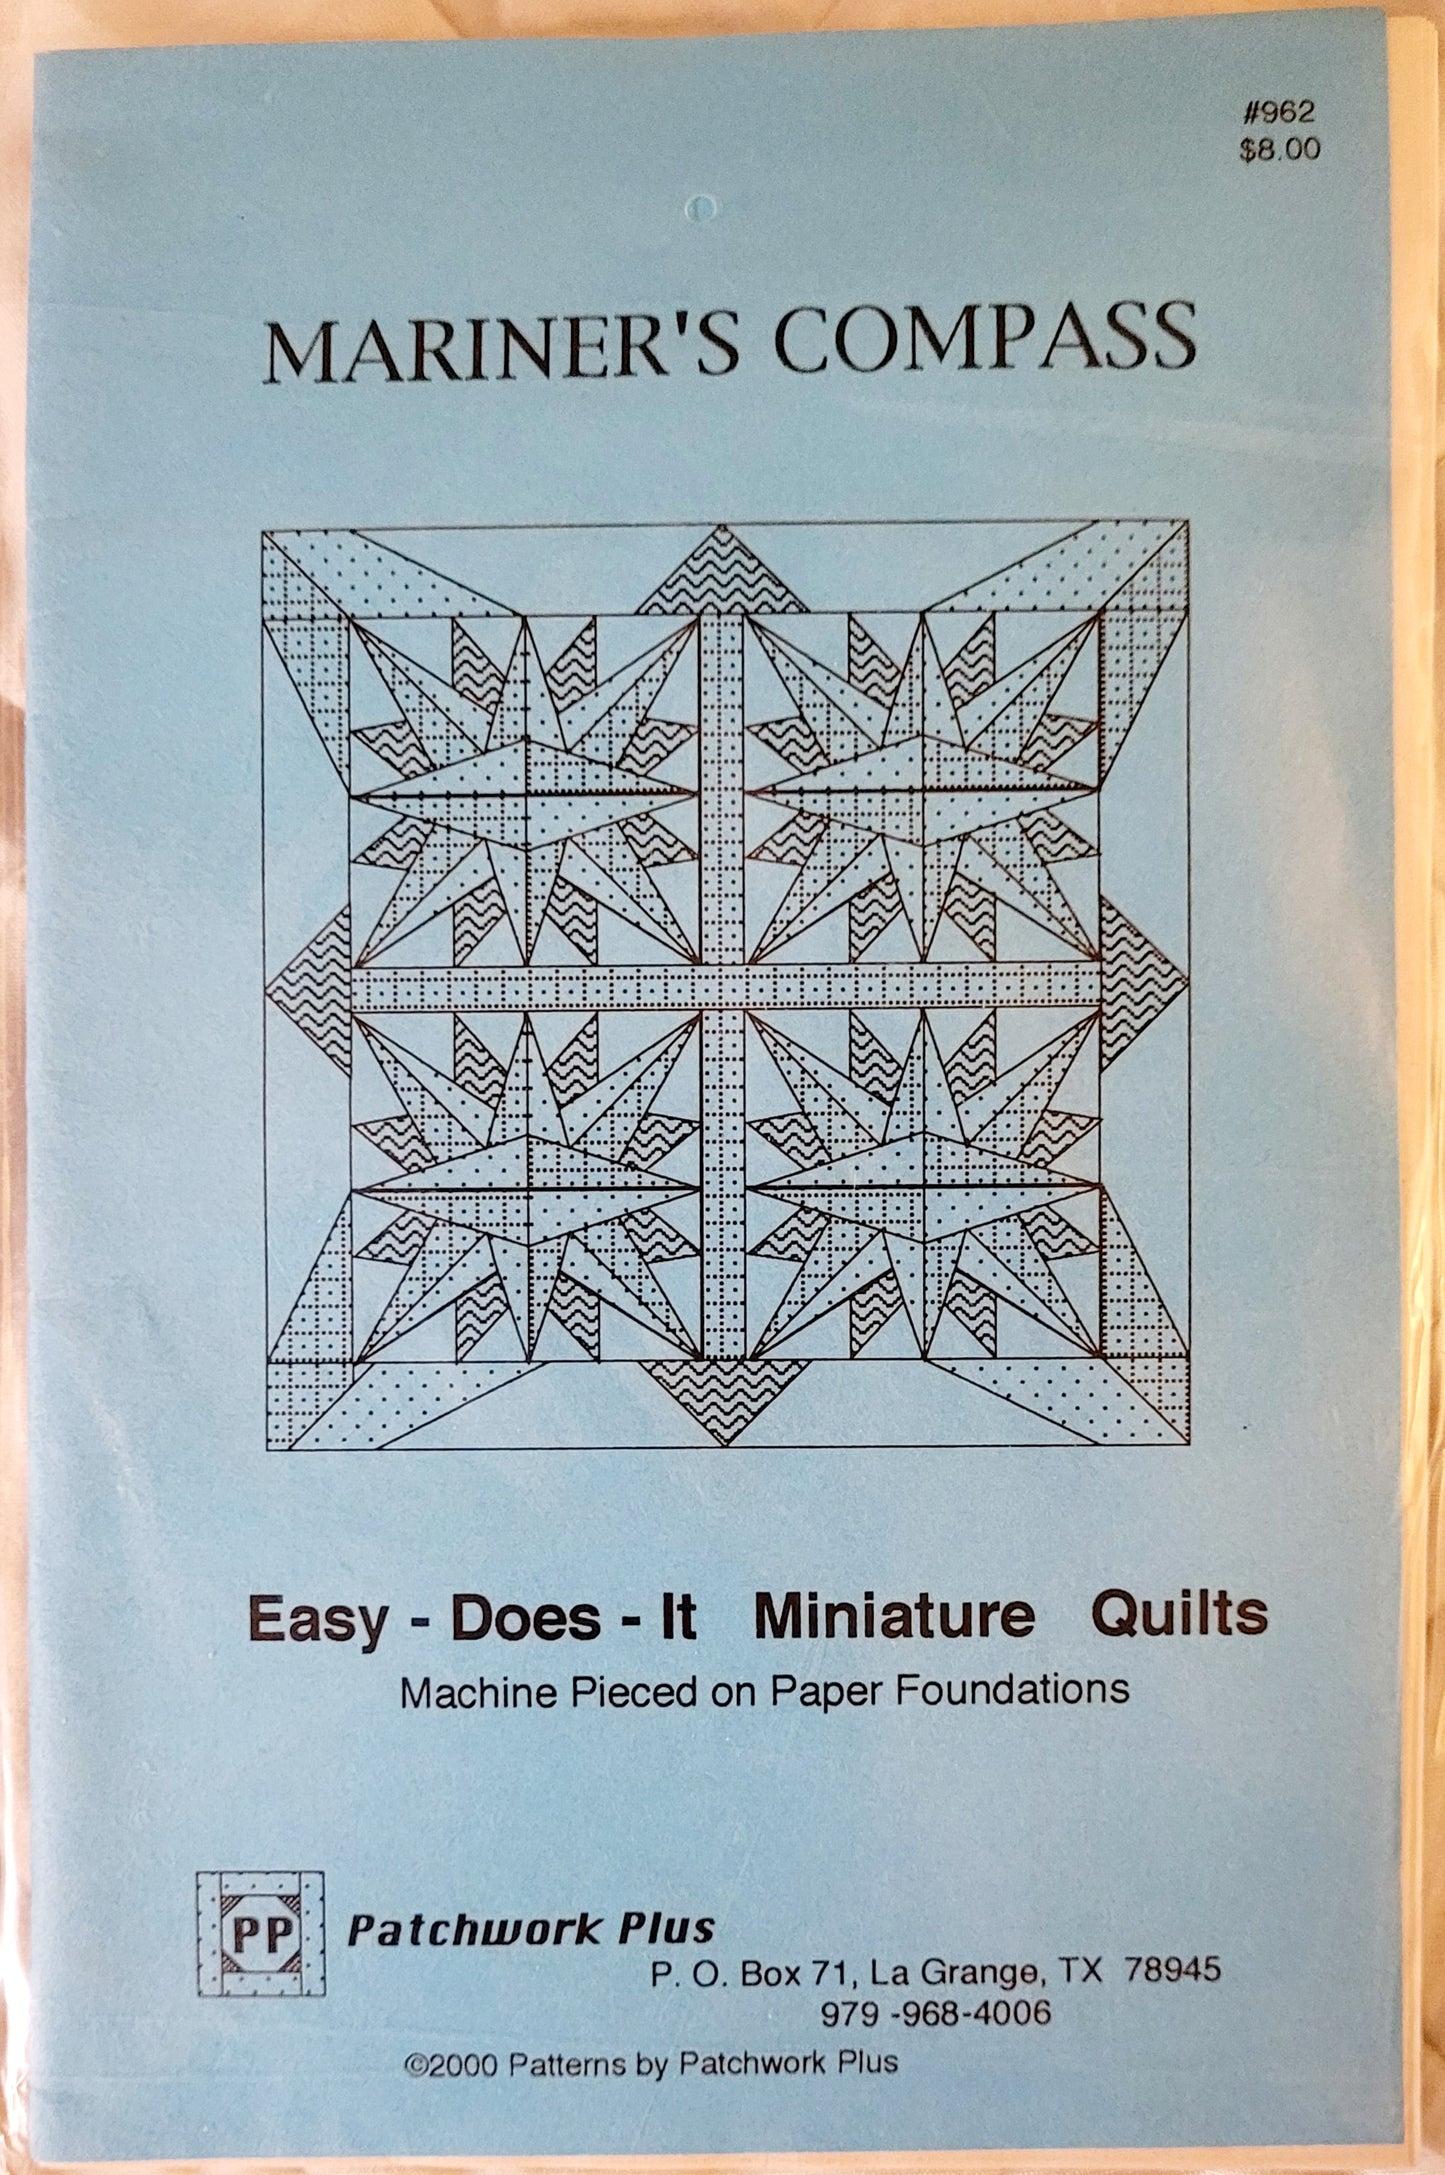 #962
$8.00
MARINER'S COMPASS
Easy - Does - It Miniature Quilts
Machine Pieced on Paper Foundations
PP
Patchwork Plus
P. O. Box 71, La Grange, TX 78945
979 -968-4006
©2000 Patterns by Patchwork Plus